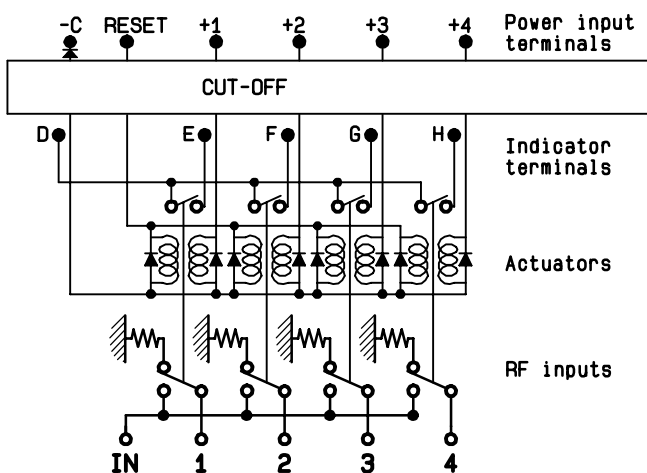 -C RESET +1 +2 +3 +4 Power input
terminals
CUT-OFF
D E F G H Indicator
terminals
Actuators
RF inputs
IN 1 2 3 4